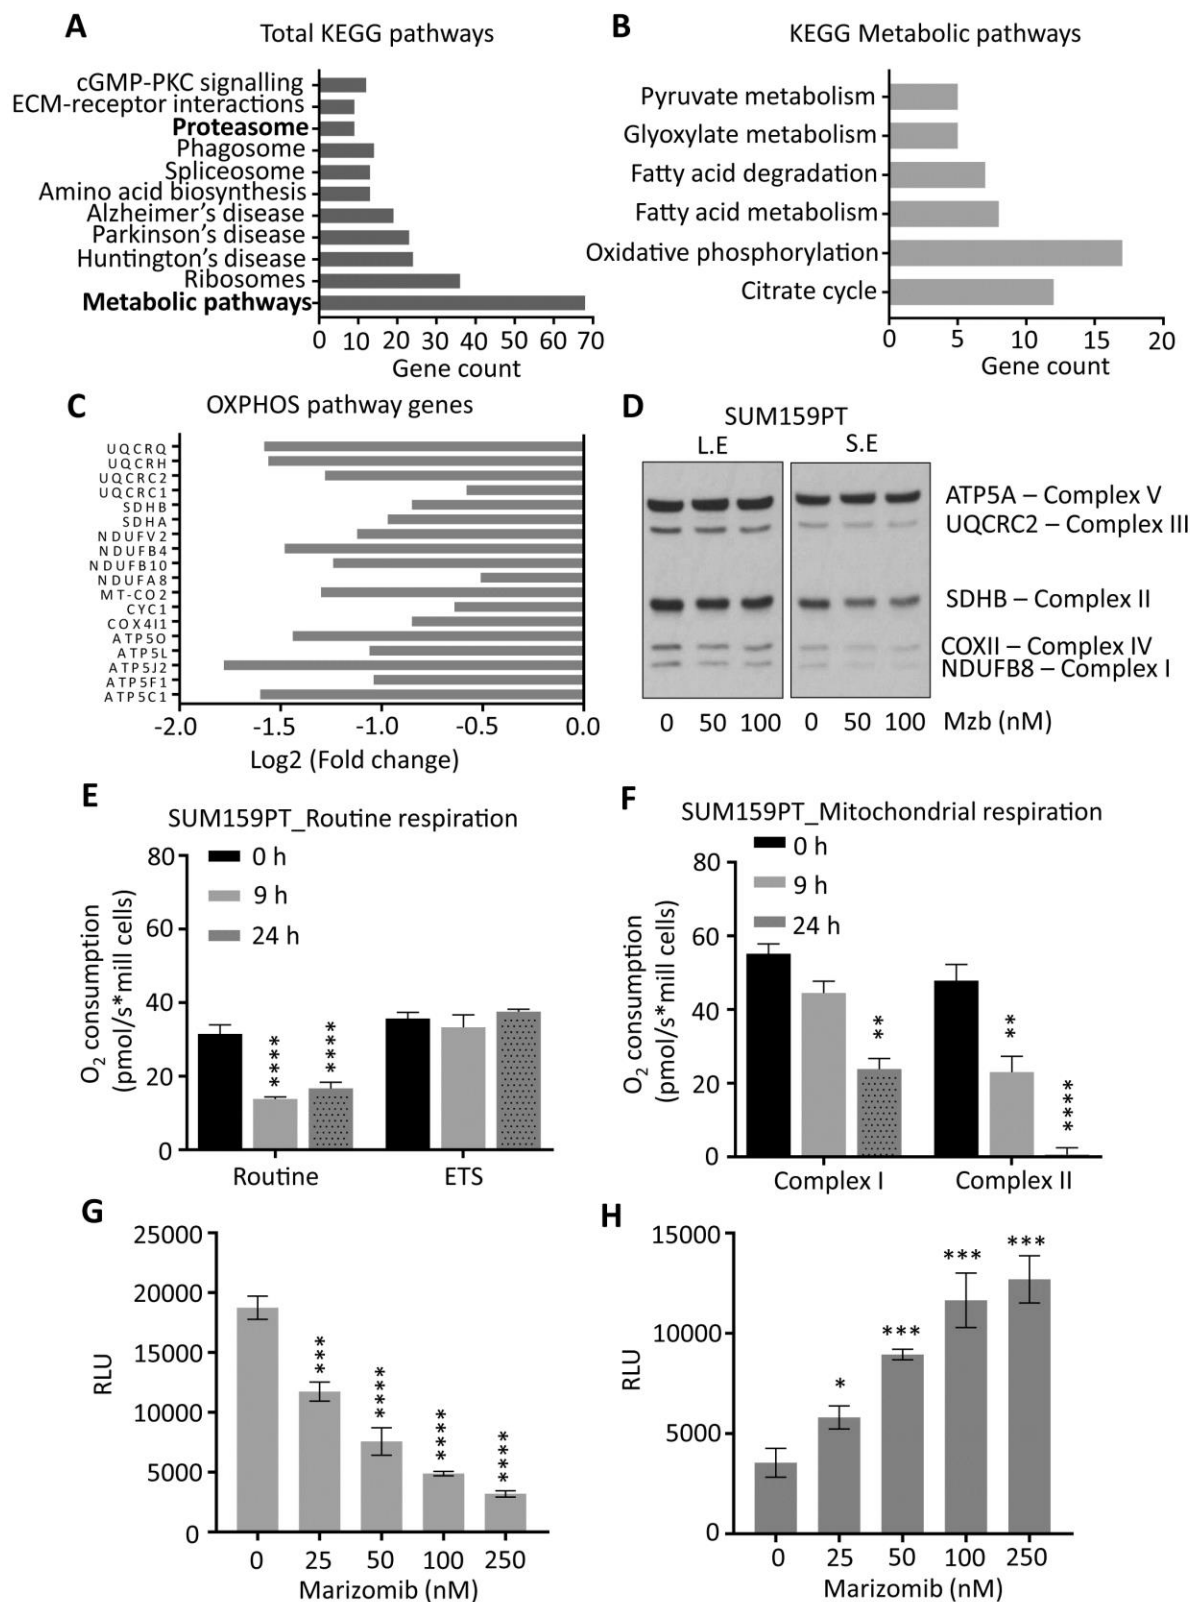 A
Total KEGG pathways
cGMP-PKC signalling
ECM-receptor interactions
Proteasome
Phagosome
Spliceosome
Amino acid biosynthesis
Alzheimer's disease
Parkinson's disease
Huntington's disease
Ribosomes
Metabolic pathways
0 10 20 30 40 50 60 70
Gene count
B
KEGG Metabolic pathways
Pyruvate metabolism
Glyoxylate metabolism
Fatty acid degradation
Fatty acid metabolism
Oxidative phosphorylation
Citrate cycle
0 5 10 15 20
Gene count
C
OXPHOS pathway genes
UQCRQ
UQCRH
UQCRC2
UQCRC1
SDHB
SDHA
NDUFV2
NDUFB4
NDUFB10
NDUFA8
MT-CO2
CYC1
COX4I1
ATP5O
ATP5L
ATP5J2
ATP5F1
ATP5C1
-2.0 -1.5 -1.0 -0.5 0.0
Log2 (Fold change)
D
SUM159PT
L.E S.E
ATP5A – Complex V
UQCRC2 – Complex III
SDHB – Complex II
COXII – Complex IV
NDUFB8 – Complex I
0 50 100 0 50 100 Mzb (nM)
E
SUM159PT_Routine respiration
0 h
9 h
24 h
80
60
40
20
0
O2 consumption
(pmol/s*mill cells)
****
****
Routine ETS
F
SUM159PT_Mitochondrial respiration
0 h
9 h
24 h
80
60
40
20
0
O2 consumption
(pmol/s*mill cells)
**
**
****
Complex I Complex II
G
25000
20000
15000
10000
5000
0
RLU
***
****
****
****
0 25 50 100 250
Marizomib (nM)
H
15000
10000
5000
0
RLU
*
***
***
***
0 25 50 100 250
Marizomib (nM)